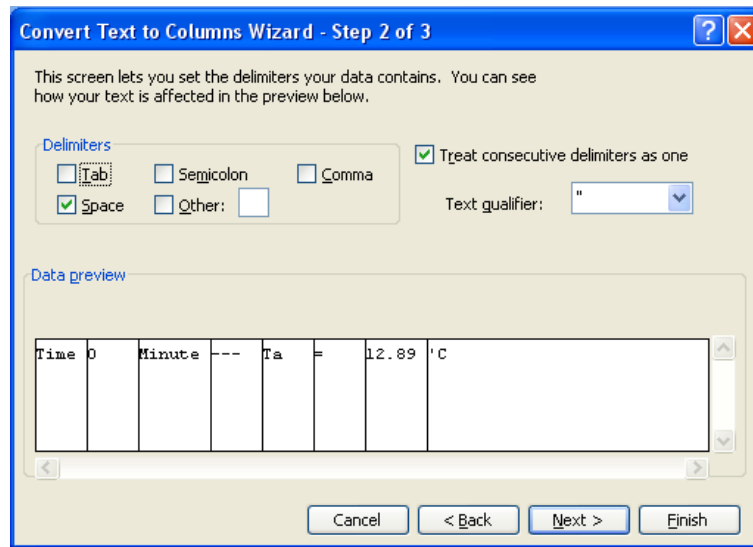 Convert Text to Columns Wizard - Step 2 of 3
This screen lets you set the delimiters your data contains. You can see
how your text is affected in the preview below.
Delimiters
Tab Semicolon Comma
Space Other:
Treat consecutive delimiters as one
Text qualifier: "
Data preview
Time 0 Minute --- Ta = 12.89 'C
Cancel < Back Next > Finish